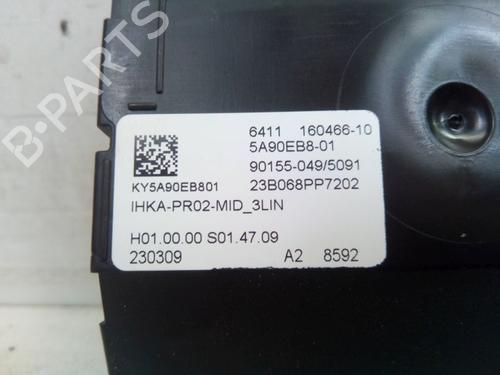 B-PARTS
6411 160466-10
5A90EB8-01
90155-049/5091
KY5A90EB801 23B068PP7202
IHKA-PR02-MID_3LIN
H01.00.00 S01.47.09
230309 A2 8592